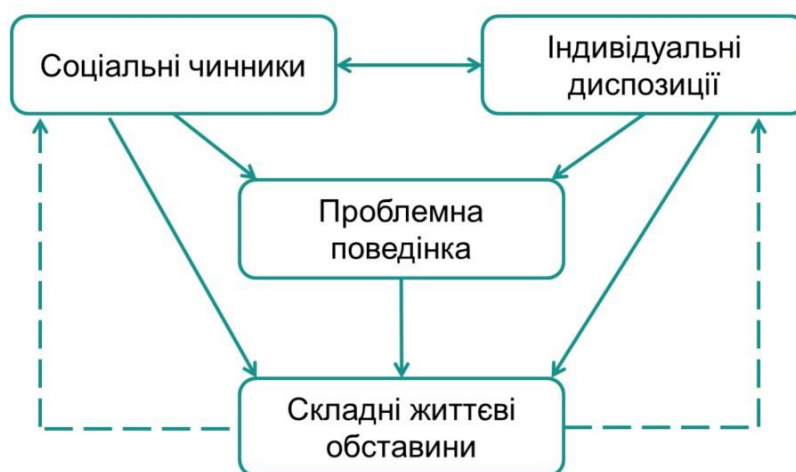 Соціальні чинники
Індивідуальні
диспозиції
Проблемна
поведінка
Складні життєві
обставини